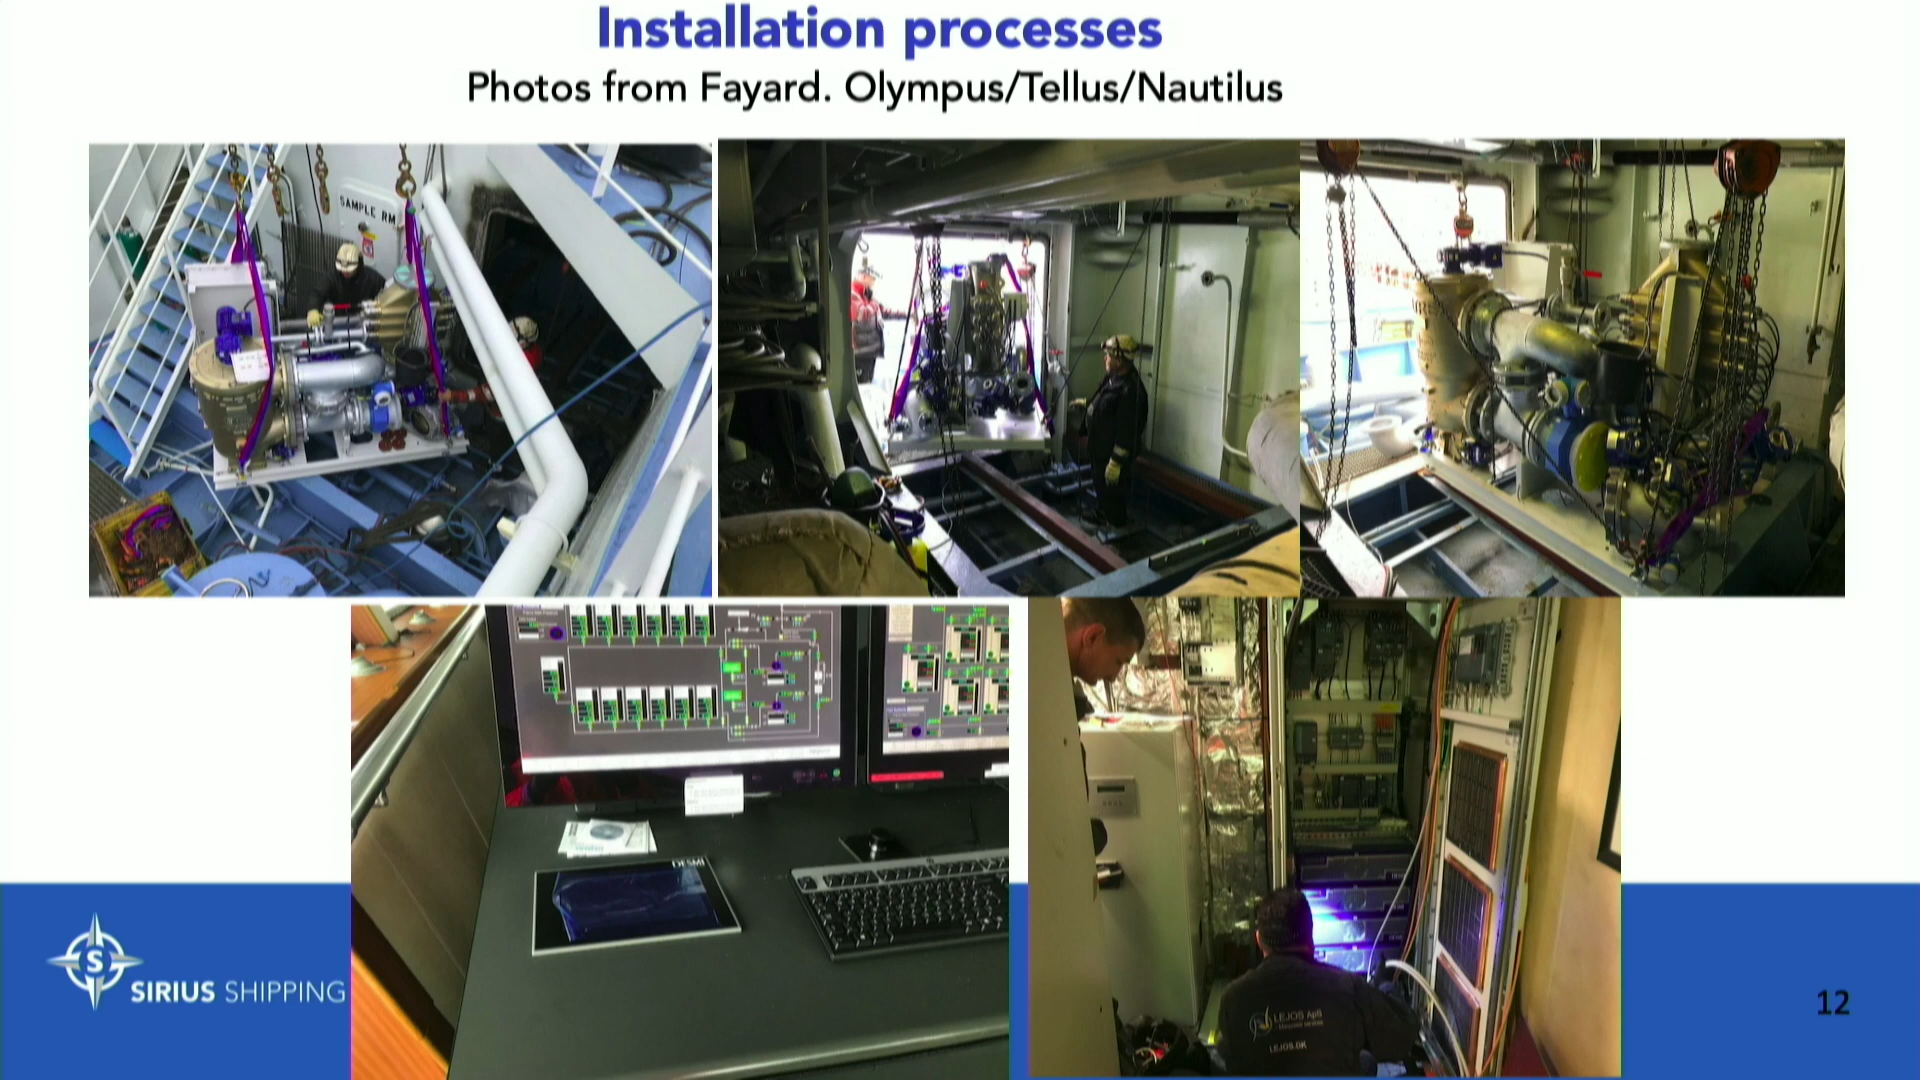 Installation processes
Photos from Fayard. Olympus/Tellus/Nautilus
SAMPLE RM
DESMI
LEJOS ApS
LEJOS.DK
S
SIRIUS SHIPPING
12